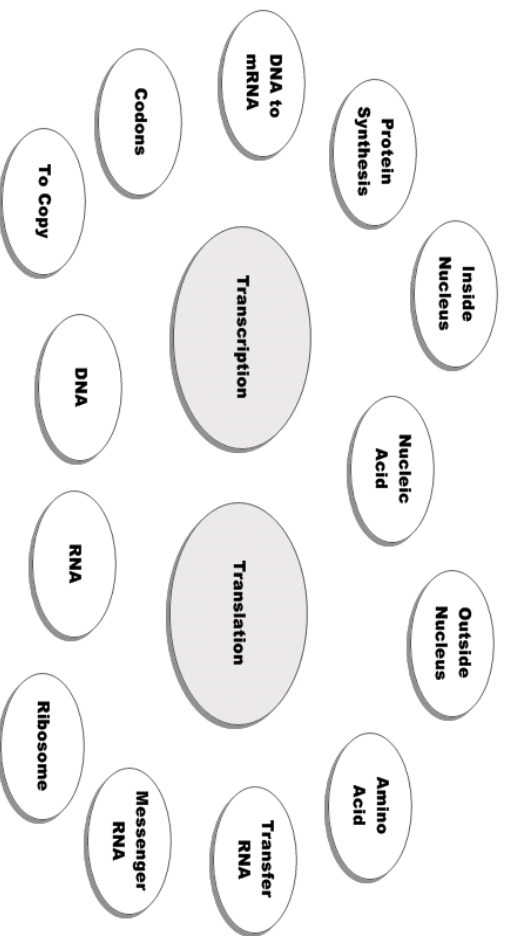 Inside
Nucleus
Outside
Nucleus
Protein
Synthesis
Nucleic
Acid
Amino
Acid
DNA to
mRNA
Transcription
Translation
Transfer
RNA
Codons
Messenger
RNA
DNA
RNA
To Copy
Ribosome